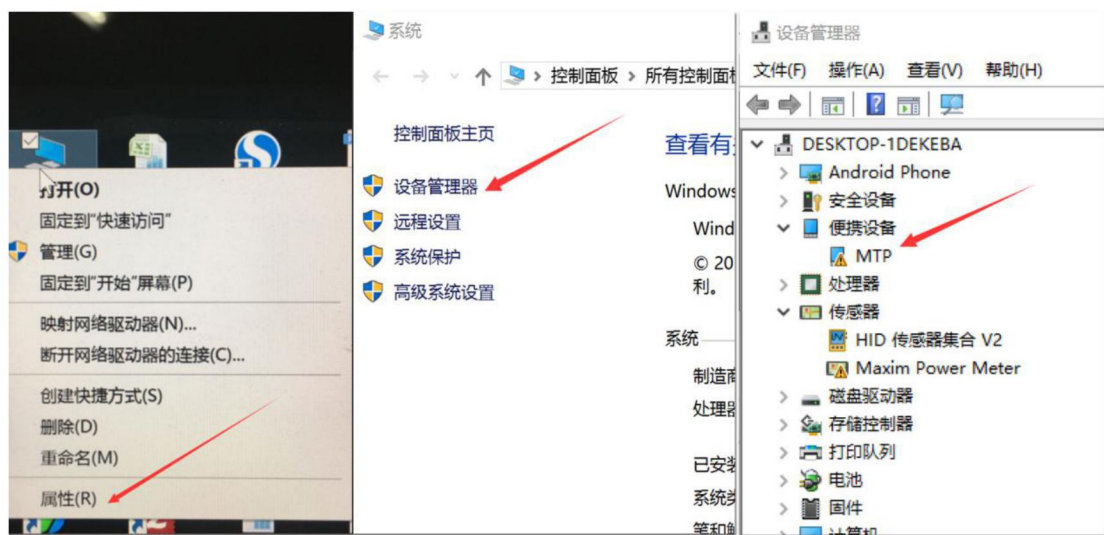 打开(O)
固定到"快速访问"
管理(G)
固定到"开始"屏幕(P)
映射网络驱动器(N)...
断开网络驱动器的连接(C)...
创建快捷方式(S)
删除(D)
重命名(M)
属性(R)
系统
控制面板 › 所有控制面
控制面板主页
设备管理器
远程设置
系统保护
高级系统设置
查看有
Windows
Wind
© 20
利。
系统
制造商
处理器
已安装
系统类
笔和触
设备管理器
文件(F) 操作(A) 查看(V) 帮助(H)
DESKTOP-1DEKEBA
Android Phone
安全设备
便携设备
MTP
处理器
传感器
HID 传感器集合 V2
Maxim Power Meter
磁盘驱动器
存储控制器
打印队列
电池
固件
计算机